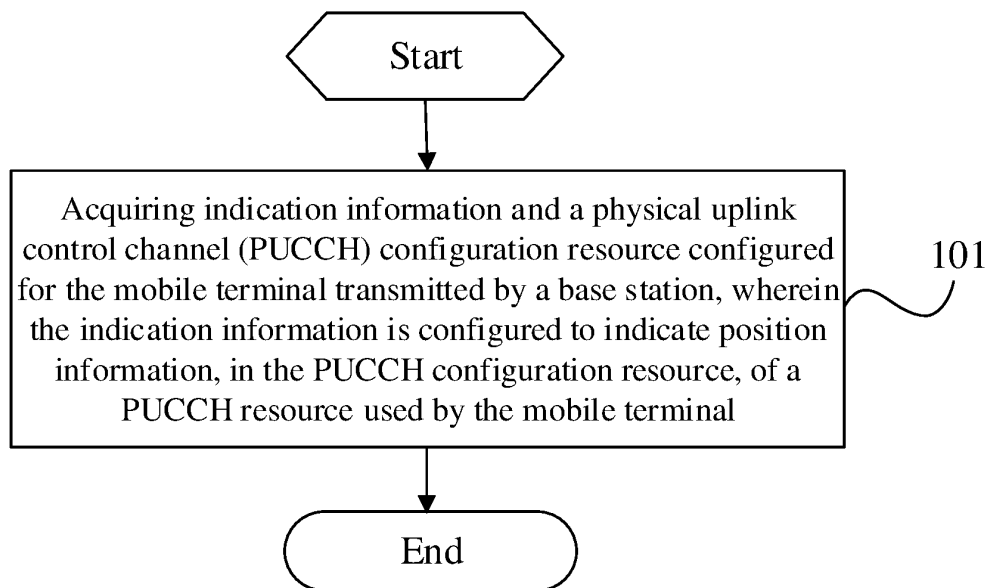 Start
Acquiring indication information and a physical uplink
control channel (PUCCH) configuration resource configured
for the mobile terminal transmitted by a base station, wherein
the indication information is configured to indicate position
information, in the PUCCH configuration resource, of a
PUCCH resource used by the mobile terminal
101
End